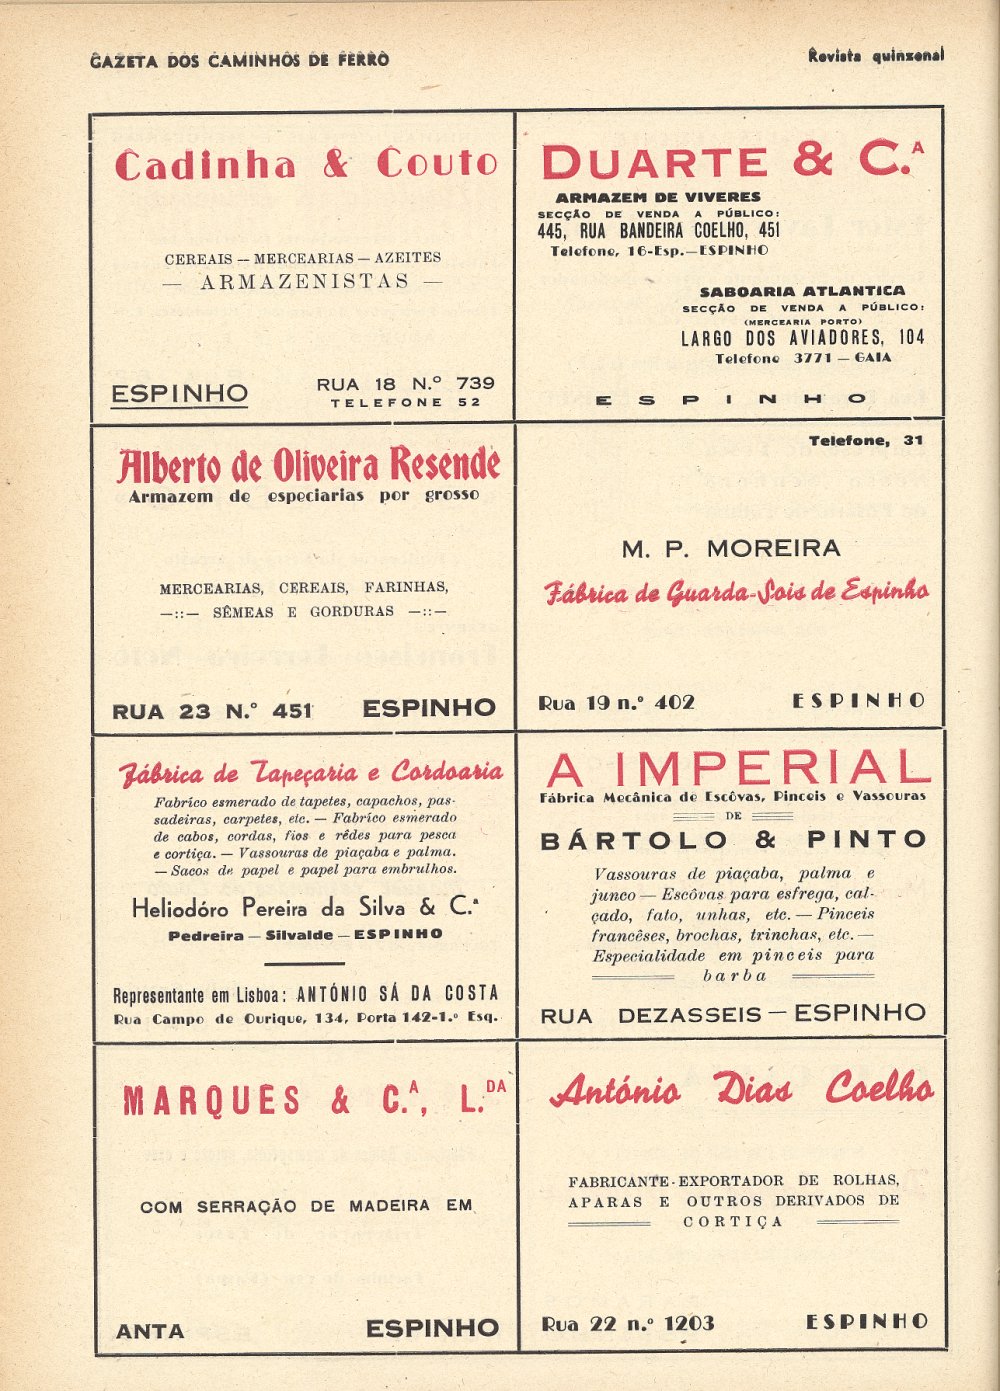 GAZETA DOS CAMINHOS DE FERRO
Revista quinzenal
Cadinha & Couto
CEREAIS — MERCEARIAS — AZEITES
— ARMAZENISTAS —
ESPINHO
RUA 18 N.º 739
TELEFONE 52
DUARTE & C.A
ARMAZEM DE VIVERES
SECÇÃO DE VENDA A PÚBLICO:
445, RUA BANDEIRA COELHO, 451
Telefone, 16-Esp.—ESPINHO
SABOARIA ATLANTICA
SECÇÃO DE VENDA A PÚBLICO:
(MERCEARIA PORTO)
LARGO DOS AVIADORES, 104
Telefone 3771 — GAIA
ESPINHO
Alberto de Oliveira Resende
Armazem de especiarias por grosso
MERCEARIAS, CEREAIS, FARINHAS,
—::— SÊMEAS E GORDURAS —::—
RUA 23 N.º 451 ESPINHO
Telefone, 31
M. P. MOREIRA
Fábrica de Guarda-Sois de Espinho
Rua 19 n.º 402 ESPINHO
Fábrica de Tapeçaria e Cordoaria
Fabríco esmerado de tapetes, capachos, pas-
sadeiras, carpetes, etc. — Fabríco esmerado
de cabos, cordas, fios e rêdes para pesca
e cortiça. — Vassouras de piaçaba e palma.
— Sacos de papel e papel para embrulhos.
Heliodóro Pereira da Silva & C.ª
Pedreira — Silvalde — ESPINHO
Representante em Lisboa: ANTÓNIO SÁ DA COSTA
Rua Campo de Ourique, 134, Porta 142-1.º Esq.
A IMPERIAL
Fábrica Mecânica de Escôvas, Pinceis e Vassouras
DE
BÁRTOLO & PINTO
Vassouras de piaçaba, palma e
junco — Escôvas para esfrega, cal-
çado, fato, unhas, etc. — Pinceis
francêses, brochas, trinchas, etc. —
Especialidade em pinceis para
barba
RUA DEZASSEIS — ESPINHO
MARQUES & C.A, L.DA
COM SERRAÇÃO DE MADEIRA EM
ANTA ESPINHO
António Dias Coelho
FABRICANTE-EXPORTADOR DE ROLHAS,
APARAS E OUTROS DERIVADOS DE
CORTIÇA
Rua 22 n.º 1203 ESPINHO